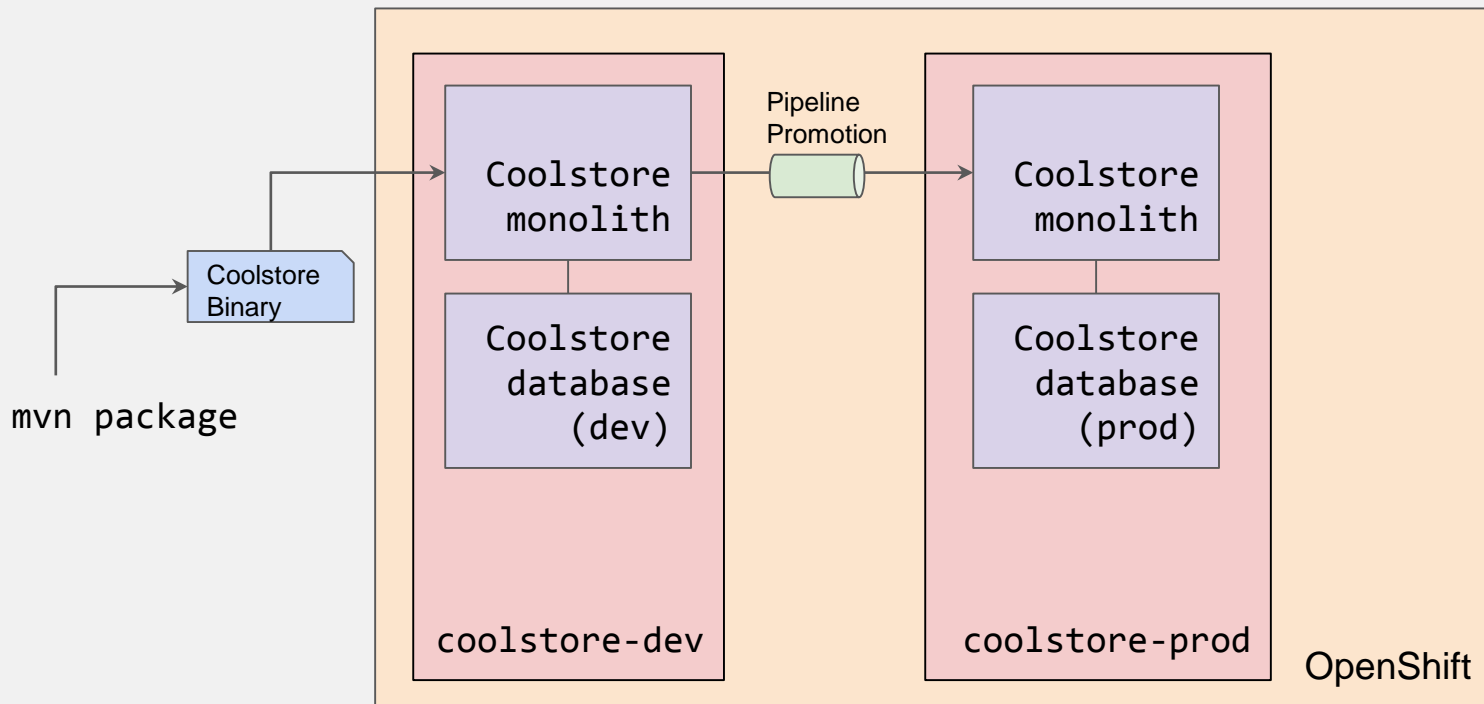 mvn package
Coolstore
Binary
Coolstore
monolith
Coolstore
database
(dev)
coolstore-dev
Pipeline
Promotion
Coolstore
monolith
Coolstore
database
(prod)
coolstore-prod
OpenShift